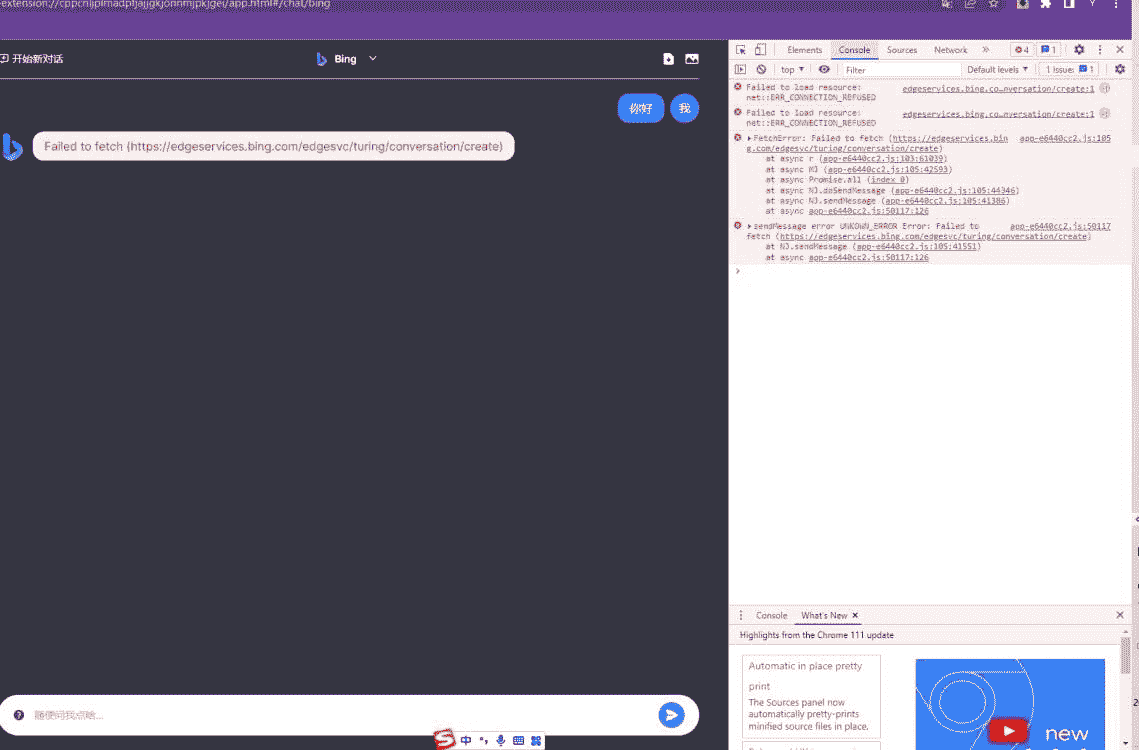 extension://cppcnljplmadpfajjgkjonnmjpkjgei/app.html#/chat/bing
开始新对话
Bing
你好
我
Failed to fetch (https://edgeservices.bing.com/edgesvc/turing/conversation/create)
随便问我点啥...
中
Elements
Console
Sources
Network
»
4
1
top
Filter
Default levels
1 Issue:
1
Failed to load resource:
edgeservices.bing.co…nversation/create:1
net::ERR_CONNECTION_REFUSED
Failed to load resource:
edgeservices.bing.co…nversation/create:1
net::ERR_CONNECTION_REFUSED
FetchError: Failed to fetch (https://edgeservices.bin
app-e6440cc2.js:105
g.com/edgesvc/turing/conversation/create)
at async r (app-e6440cc2.js:103:61039)
at async MJ (app-e6440cc2.js:105:42593)
at async Promise.all (index 0)
at async NJ.doSendMessage (app-e6440cc2.js:105:44346)
at async NJ.sendMessage (app-e6440cc2.js:105:41386)
at async app-e6440cc2.js:50117:126
sendMessage error UNKOWN_ERROR Error: Failed to
app-e6440cc2.js:50117
fetch (https://edgeservices.bing.com/edgesvc/turing/conversation/create)
at NJ.sendMessage (app-e6440cc2.js:105:41551)
at async app-e6440cc2.js:50117:126
Console
What's New
Highlights from the Chrome 111 update
Automatic in place pretty
print
The Sources panel now
automatically pretty-prints
minified source files in place.
new